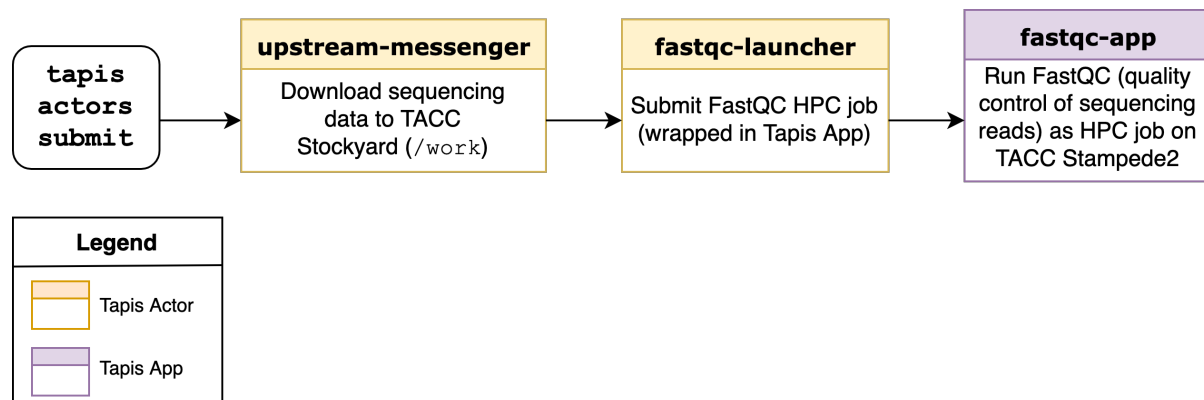 tapis
actors
submit
upstream-messenger
Download sequencing
data to TACC
Stockyard (/work)
fastqc-launcher
Submit FastQC HPC job
(wrapped in Tapis App)
fastqc-app
Run FastQC (quality
control of sequencing
reads) as HPC job on
TACC Stampede2
Legend
Tapis Actor
Tapis App